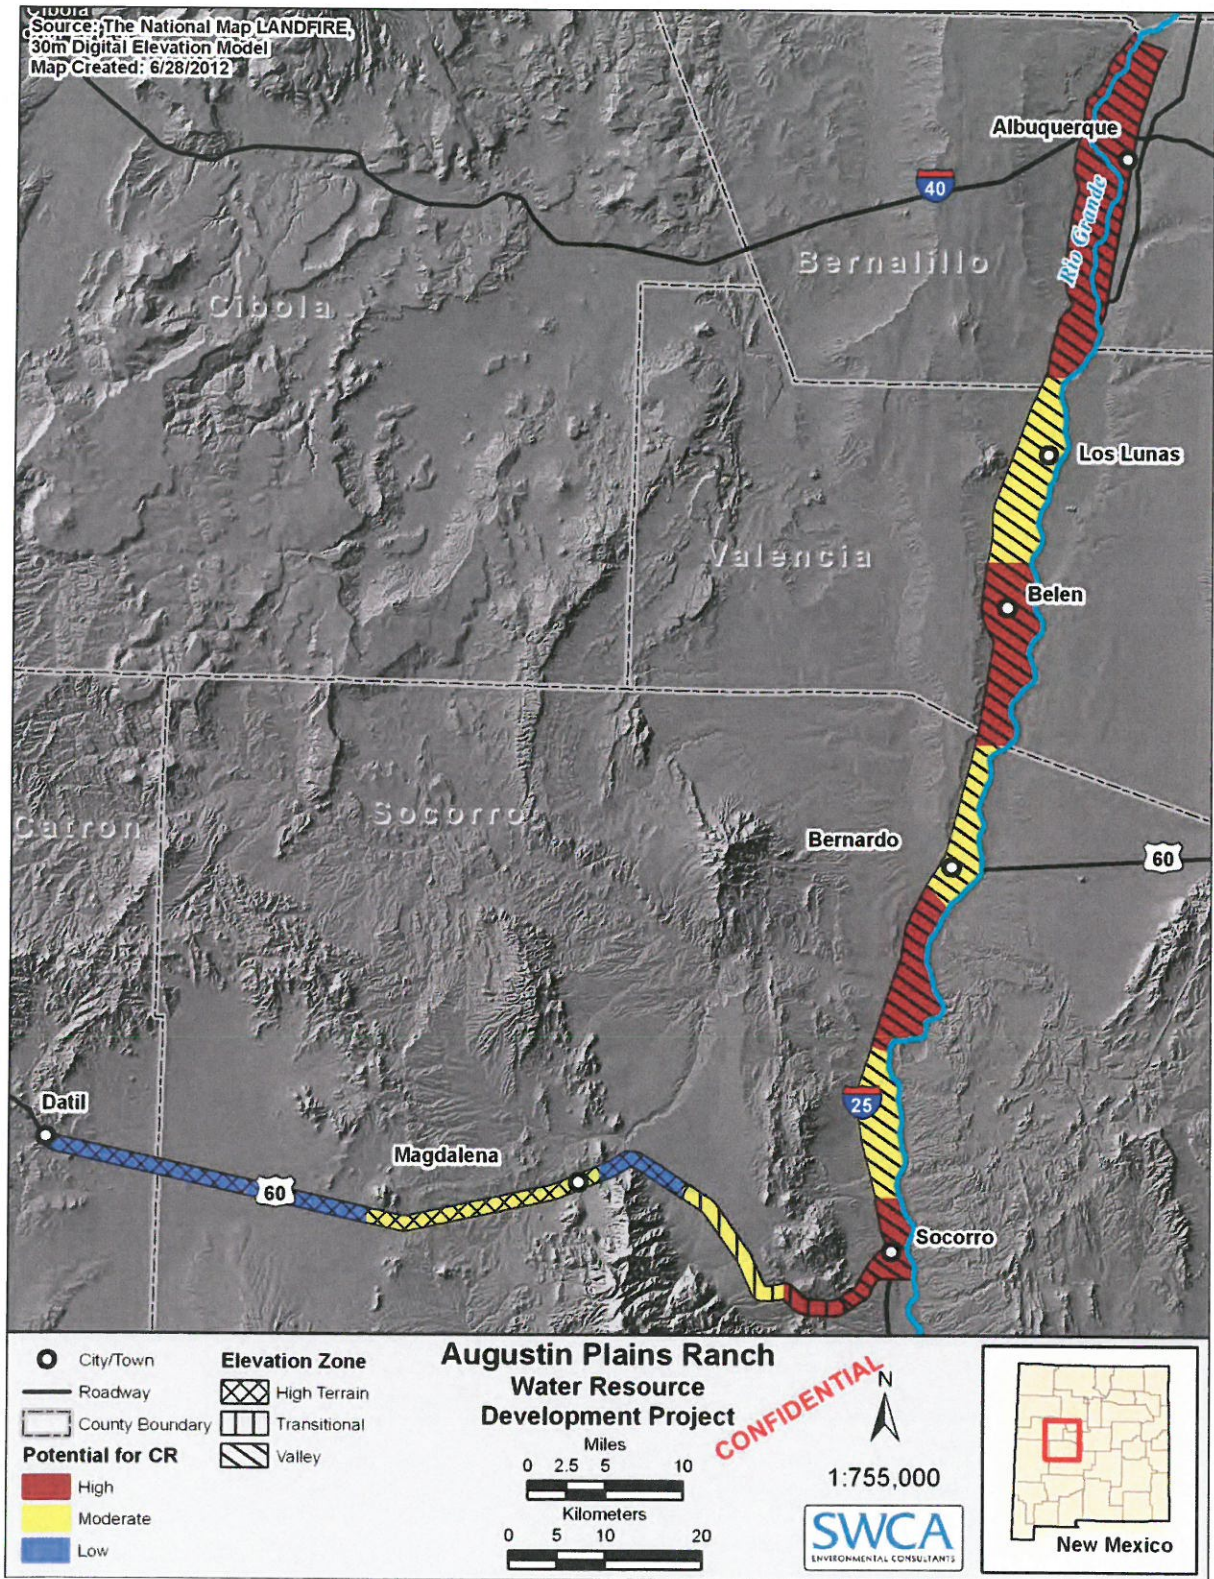 Cibola
Source: The National Map LANDFIRE,
30m Digital Elevation Model
Map Created: 6/28/2012
Albuquerque
40
Rio Grande
Bernalillo
Cibola
Los Lunas
Valencia
Belen
Socorro
Catron
Bernardo
60
Datil
25
Magdalena
60
Socorro
City/Town
Roadway
County Boundary
Potential for CR
High
Moderate
Low
Elevation Zone
High Terrain
Transitional
Valley
Augustin Plains Ranch
Water Resource
Development Project
CONFIDENTIAL
Miles
0 2.5 5 10
Kilometers
0 5 10 20
N
1:755,000
SWCA
ENVIRONMENTAL CONSULTANTS
New Mexico